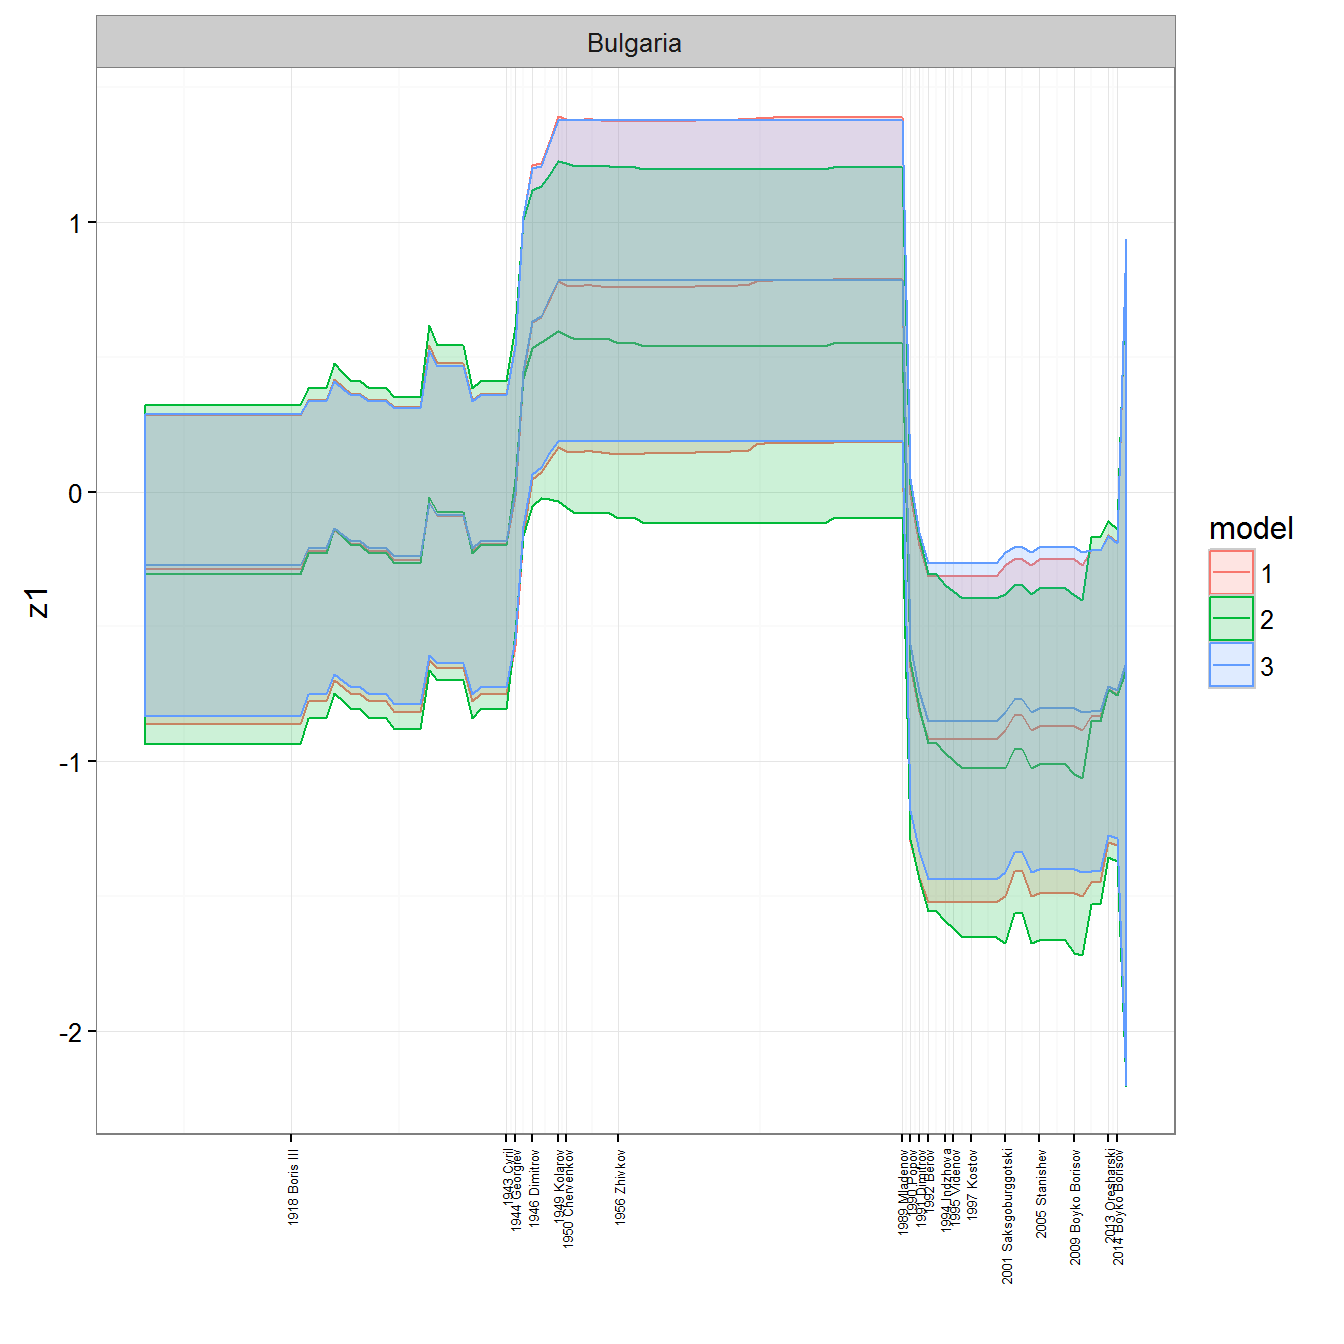 Bulgaria
z1
1
0
-1
-2
1918 Boris III
1943 Cyril
1944 Georgiev
1946 Dimitrov
1949 Kolarov
1950 Chervenkov
1956 Zhivkov
1989 Mladenov
1990 Popov
1991 Dimitrov
1992 Berov
1994 Indzhova
1995 Videnov
1997 Kostov
2001 Saksgoburggotski
2005 Stanishev
2009 Boyko Borisov
2013 Oresharski
2014 Boyko Borisov
model
1
2
3